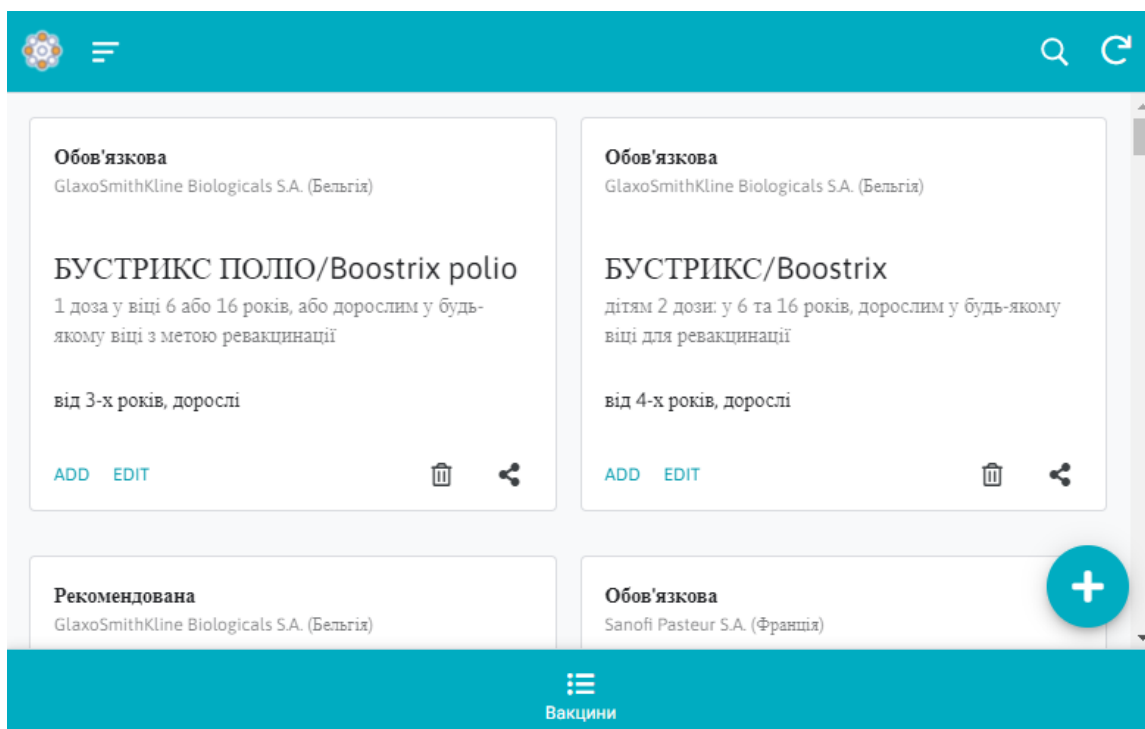 Обов'язкова
GlaxoSmithKline Biologicals S.A. (Бельгія)
БУСТРИКС ПОЛІО/Boostrix polio
1 доза у віці 6 або 16 років, або дорослим у будь-
якому віці з метою ревакцинації
від 3-х років, дорослі
ADD EDIT
Обов'язкова
GlaxoSmithKline Biologicals S.A. (Бельгія)
БУСТРИКС/Boostrix
дітям 2 дози: у 6 та 16 років, дорослим у будь-якому
віці для ревакцинації
від 4-х років, дорослі
ADD EDIT
Рекомендована
GlaxoSmithKline Biologicals S.A. (Бельгія)
Обов'язкова
Sanofi Pasteur S.A. (Франція)
Вакцини